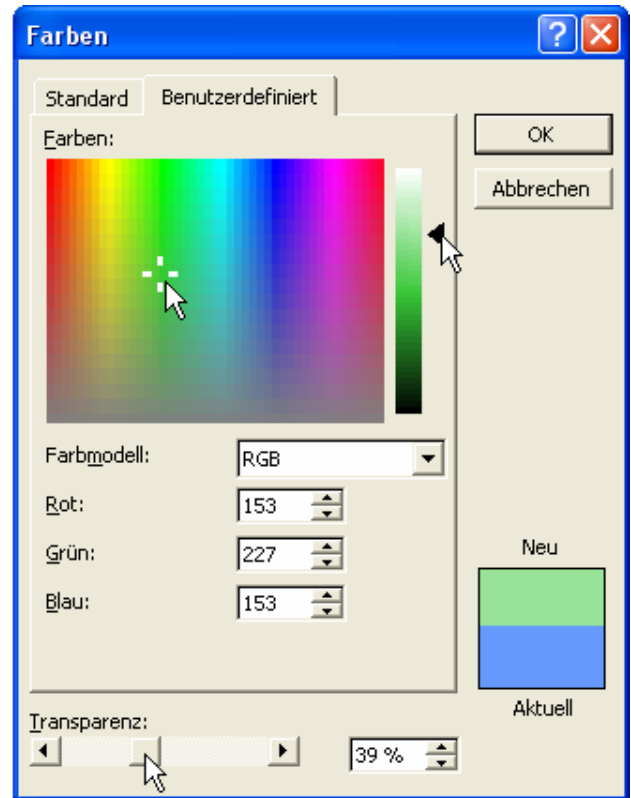 Farben
Standard
Benutzerdefiniert
Farben:
OK
Abbrechen
Farbmodell:
RGB
Rot:
153
Grün:
227
Blau:
153
Neu
Aktuell
Transparenz:
39 %